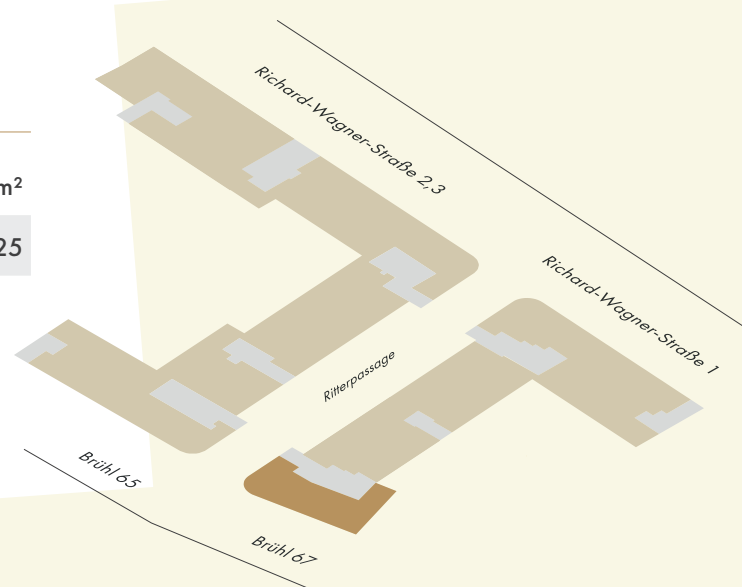 Richard-Wagner-Straße 2,3
m²
25
Richard-Wagner-Straße 1
Ritterpassage
Brühl 65
Brühl 67